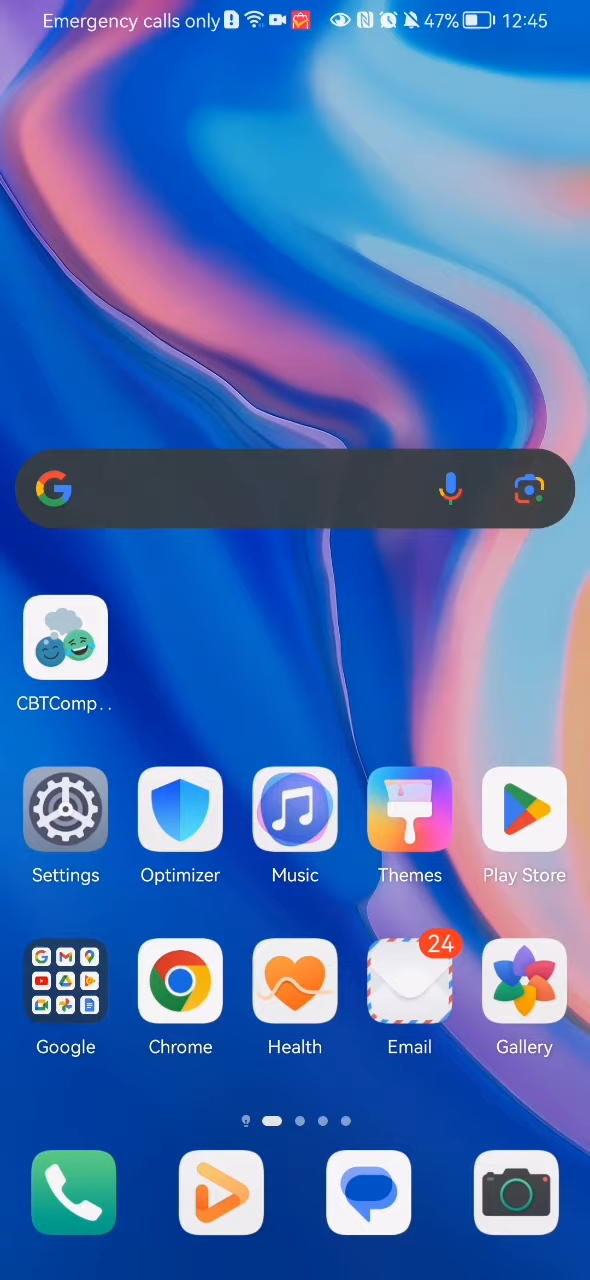 Emergency calls only 47% 12:45
CBTComp..
Settings Optimizer Music Themes Play Store
24
Google Chrome Health Email Gallery